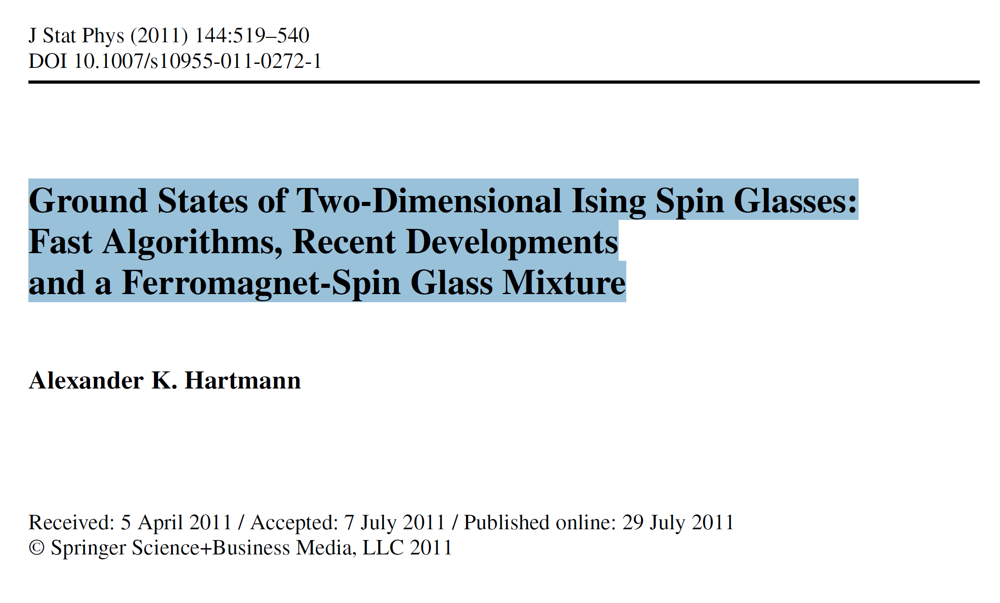 J Stat Phys (2011) 144:519–540
DOI 10.1007/s10955-011-0272-1
Ground States of Two-Dimensional Ising Spin Glasses:
Fast Algorithms, Recent Developments
and a Ferromagnet-Spin Glass Mixture
Alexander K. Hartmann
Received: 5 April 2011 / Accepted: 7 July 2011 / Published online: 29 July 2011
© Springer Science+Business Media, LLC 2011